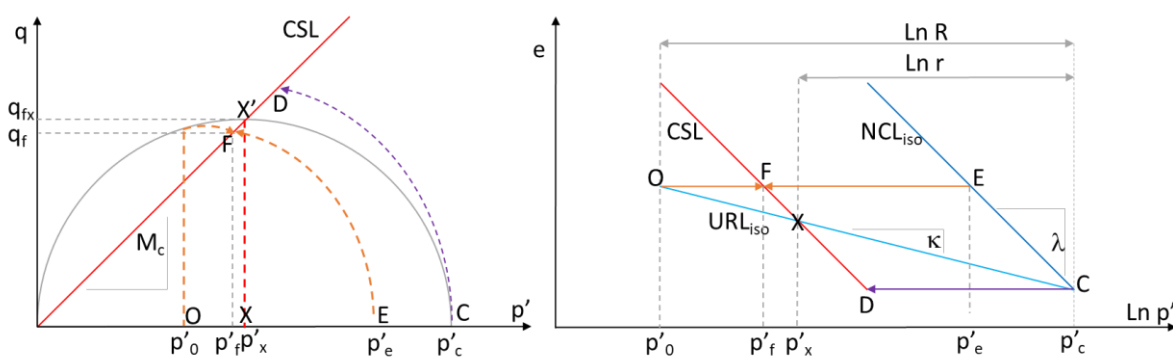 q
CSL
q_fx
X'
D
q_f
F
M_c
O
X
E
C
p'
p'_0
p'_f
p'_x
p'_e
p'_c
e
Ln R
Ln r
CSL
NCL_iso
O
F
E
X
URL_iso
κ
λ
C
D
Ln p'
p'_0
p'_f
p'_x
p'_e
p'_c